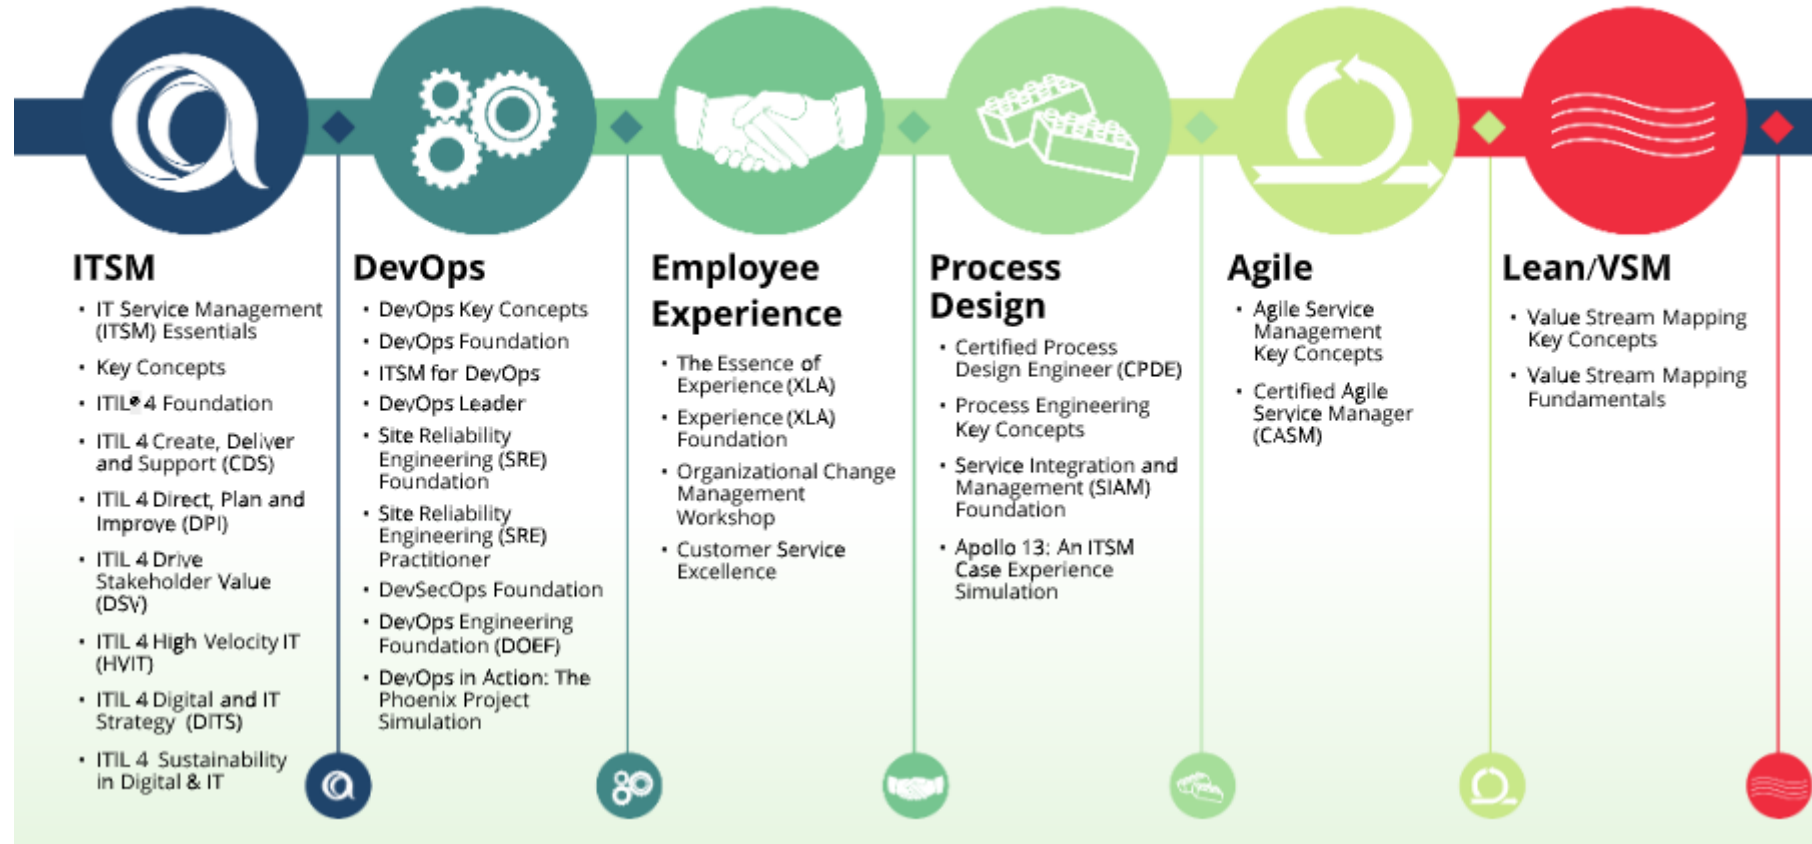 ITSM
• IT Service Management
(ITSM) Essentials
• Key Concepts
• ITIL® 4 Foundation
• ITIL 4 Create, Deliver
and Support (CDS)
• ITIL 4 Direct, Plan and
Improve (DPI)
• ITIL 4 Drive
Stakeholder Value
(DSV)
• ITIL 4 High Velocity IT
(HVIT)
• ITIL 4 Digital and IT
Strategy (DITS)
• ITIL 4 Sustainability
in Digital & IT
DevOps
• DevOps Key Concepts
• DevOps Foundation
• ITSM for DevOps
• DevOps Leader
• Site Reliability
Engineering (SRE)
Foundation
• Site Reliability
Engineering (SRE)
Practitioner
• DevSecOps Foundation
• DevOps Engineering
Foundation (DOEF)
• DevOps in Action: The
Phoenix Project
Simulation
Employee
Experience
• The Essence of
Experience (XLA)
• Experience (XLA)
Foundation
• Organizational Change
Management
Workshop
• Customer Service
Excellence
Process
Design
• Certified Process
Design Engineer (CPDE)
• Process Engineering
Key Concepts
• Service Integration and
Management (SIAM)
Foundation
• Apollo 13: An ITSM
Case Experience
Simulation
Agile
• Agile Service
Management
Key Concepts
• Certified Agile
Service Manager
(CASM)
Lean/VSM
• Value Stream Mapping
Key Concepts
• Value Stream Mapping
Fundamentals